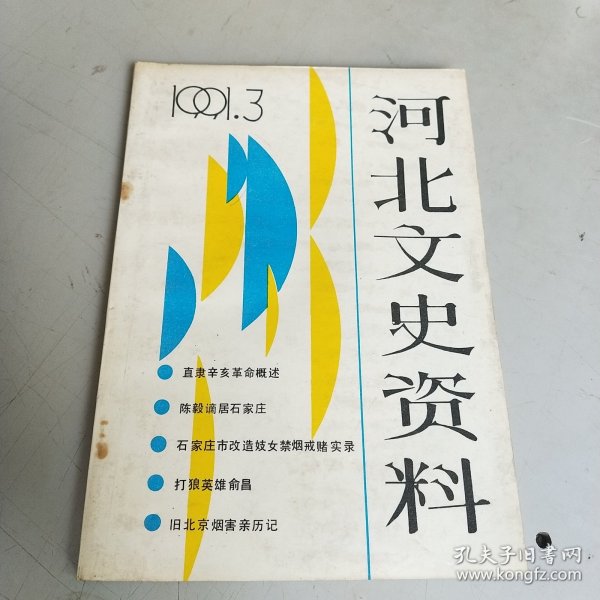 1991.3
河北文史资料
直隶辛亥革命概述
陈毅谪居石家庄
石家庄市改造妓女禁烟戒赌实录
打狼英雄俞昌
旧北京烟害亲历记
孔夫子旧书网
www.kongfz.com